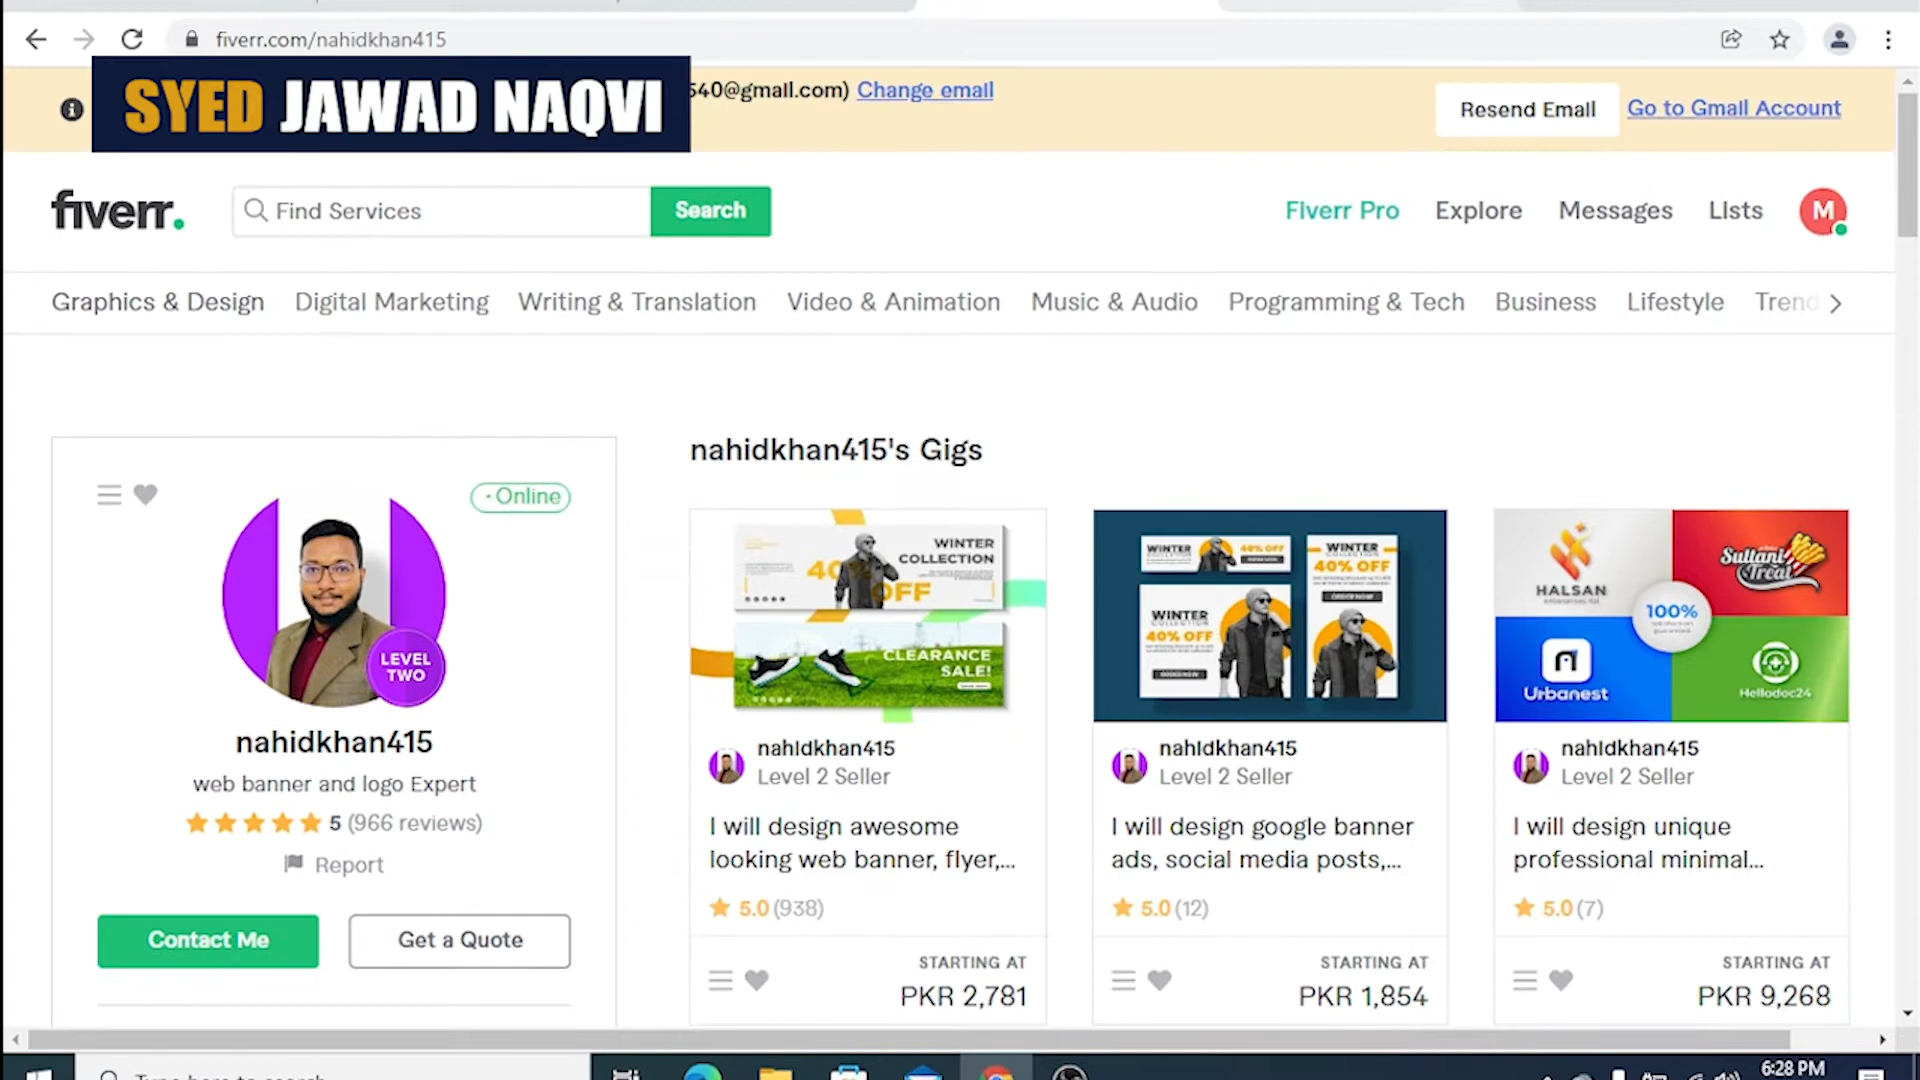 fiverr.com/nahidkhan415
SYED JAWAD NAQVI
540@gmail.com) Change email
Resend Email
Go to Gmail Account
fiverr.
Find Services
Search
Fiverr Pro
Explore
Messages
Lists
M
Graphics & Design
Digital Marketing
Writing & Translation
Video & Animation
Music & Audio
Programming & Tech
Business
Lifestyle
Trend
nahidkhan415's Gigs
Online
LEVEL
TWO
nahidkhan415
web banner and logo Expert
5 (966 reviews)
Report
Contact Me
Get a Quote
WINTER
COLLECTION
40%
OFF
CLEARANCE
SALE!
nahidkhan415
Level 2 Seller
I will design awesome
looking web banner, flyer,...
5.0 (938)
STARTING AT
PKR 2,781
WINTER
40% OFF
WINTER
COLLECTION
40% OFF
WINTER
COLLECTION
40% OFF
nahidkhan415
Level 2 Seller
I will design google banner
ads, social media posts,...
5.0 (12)
STARTING AT
PKR 1,854
HALSAN
Sultani
Treat
100%
Urbanest
Hellodoc24
nahidkhan415
Level 2 Seller
I will design unique
professional minimal...
5.0 (7)
STARTING AT
PKR 9,268
Type here to search
6:28 PM